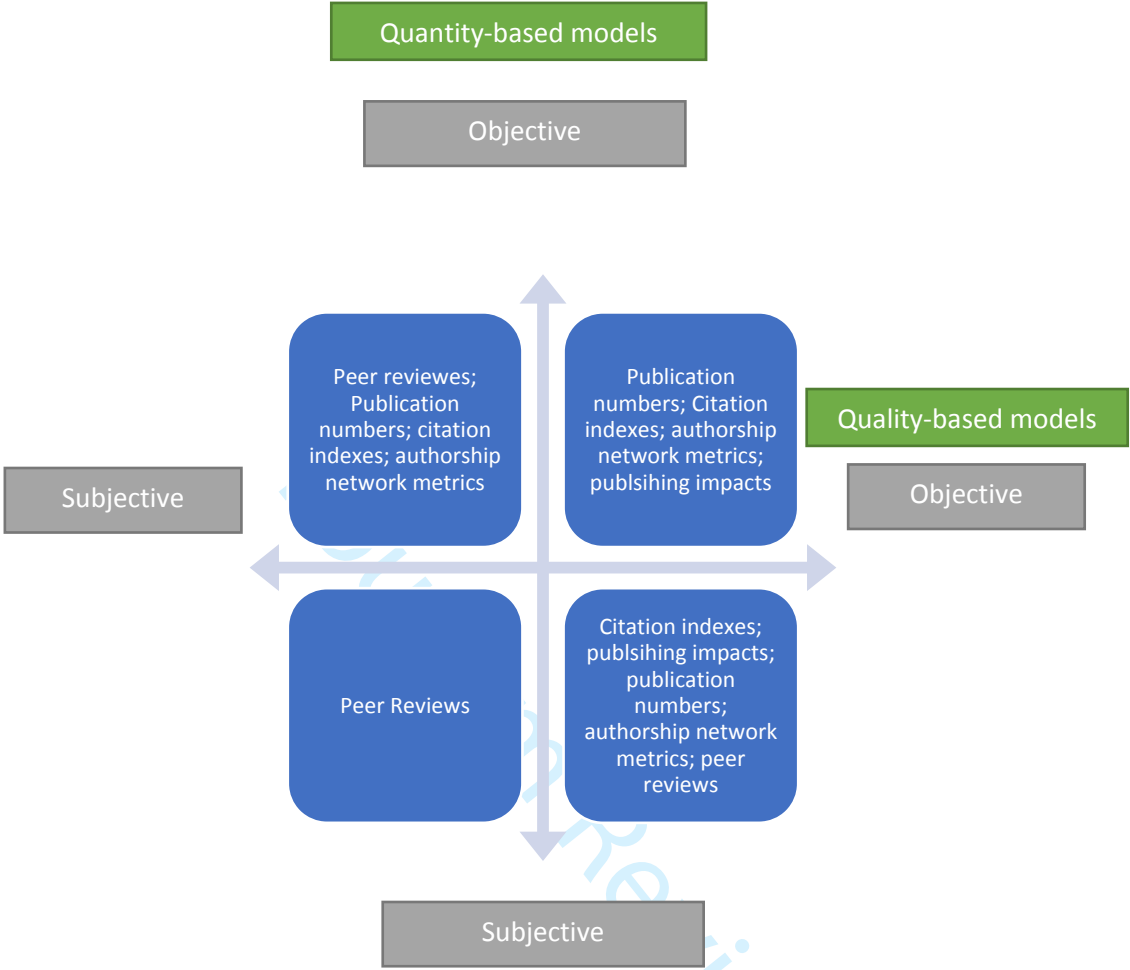 Quantity-based models
Objective
Peer reviewes;
Publication
numbers; citation
indexes; authorship
network metrics
Publication
numbers; Citation
indexes; authorship
network metrics;
publsihing impacts
Quality-based models
Subjective
Objective
Peer Reviews
Citation indexes;
publsihing impacts;
publication
numbers;
authorship network
metrics; peer
reviews
Subjective